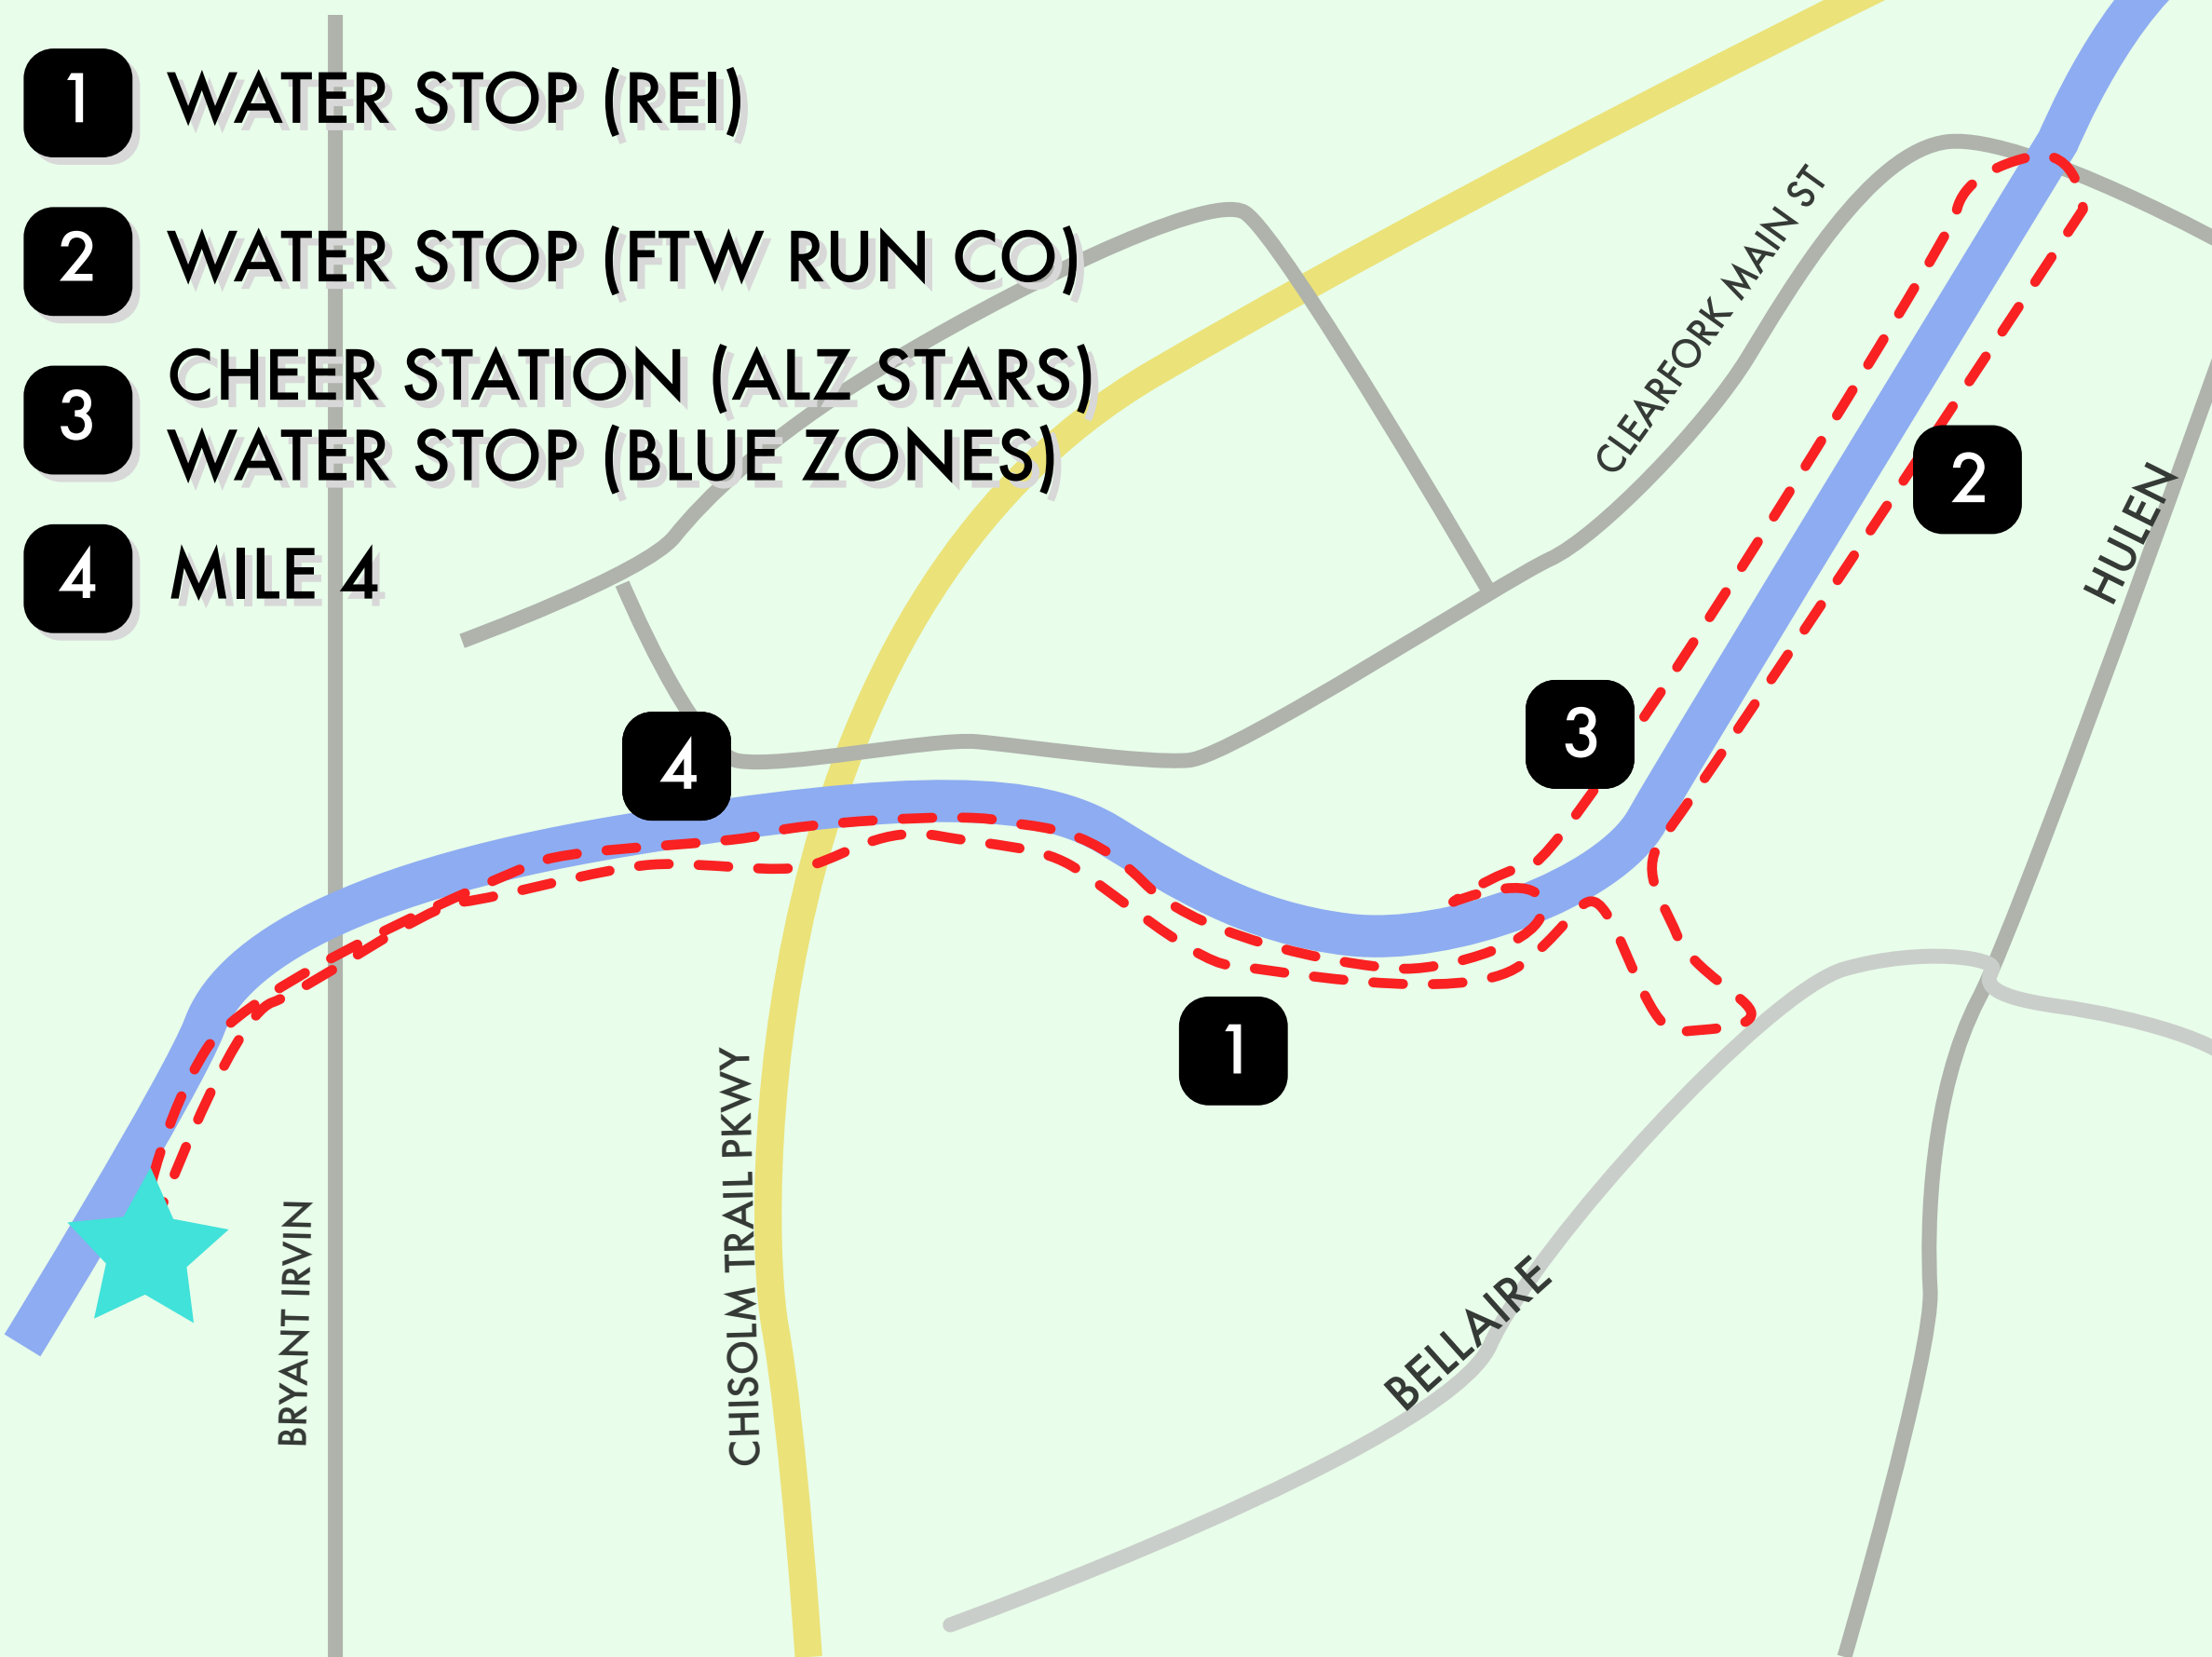 1 WATER STOP (REI)
2 WATER STOP (FTW RUN CO)
3 CHEER STATION (ALZ STARS)
WATER STOP (BLUE ZONES)
4 MILE 4
CLEARFORK MAIN ST
2
HULEN
3
4
1
CHISOLM TRAIL PKWY
BRYANT IRVIN
BELLAIRE